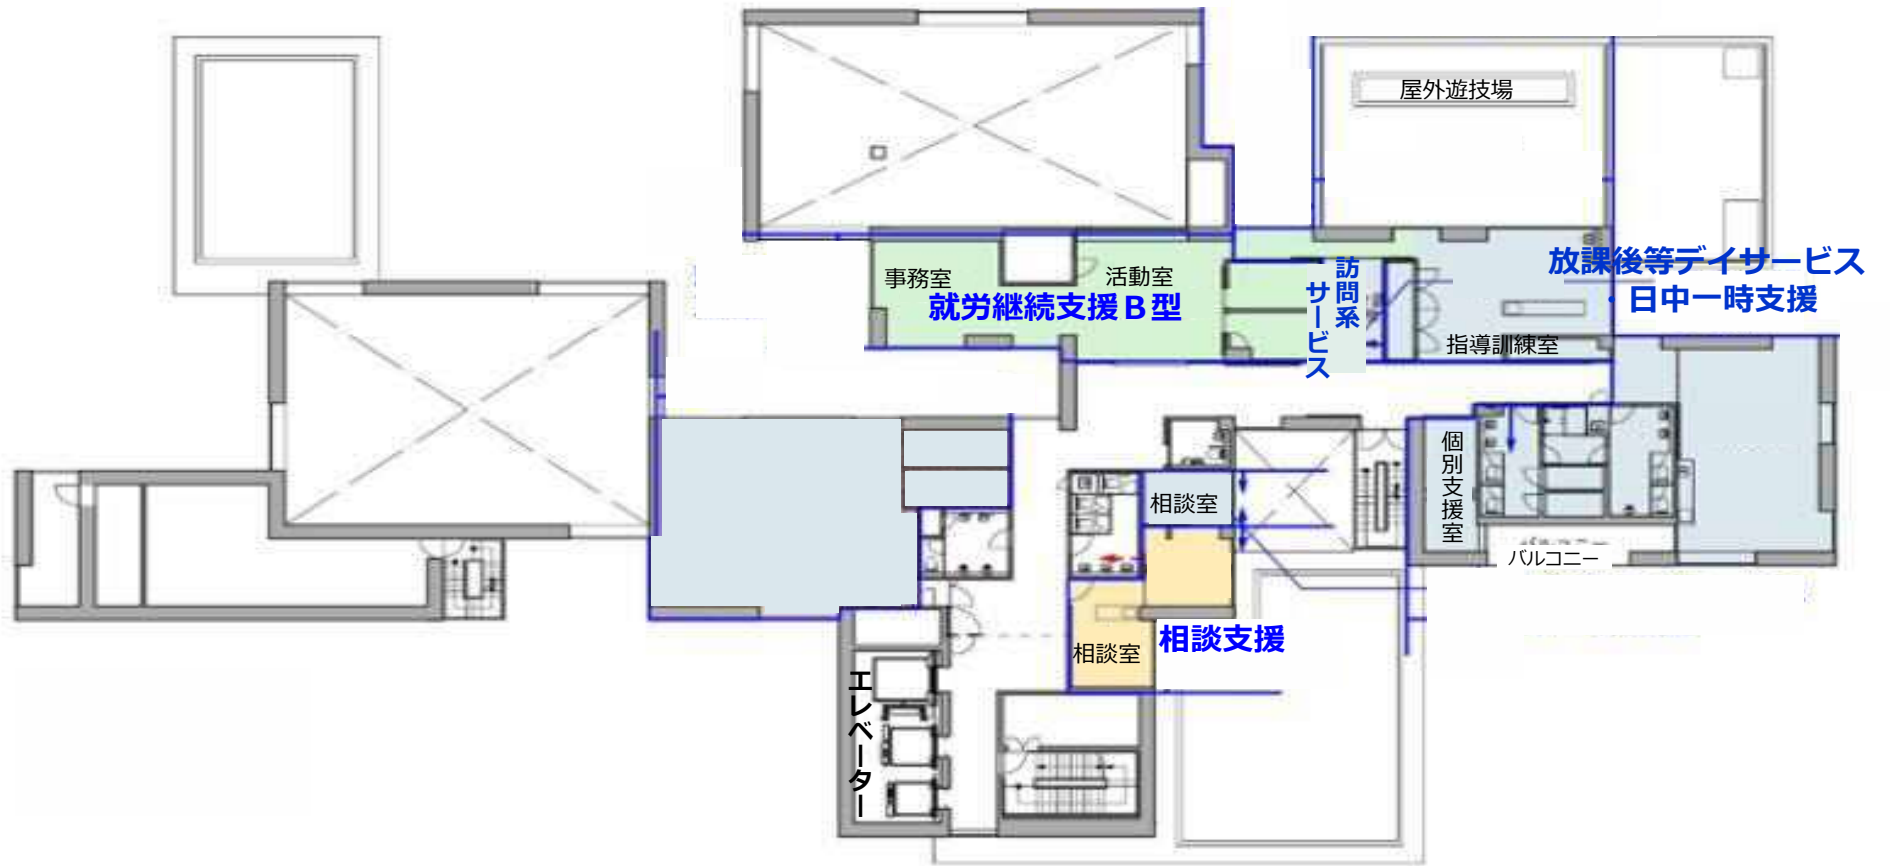 屋外遊技場
事務室
活動室
就労継続支援B型
訪問系
サービス
放課後等デイサービス
日中一時支援
指導訓練室
個別支援室
相談室
バルコニー
相談室
相談支援
エレベーター